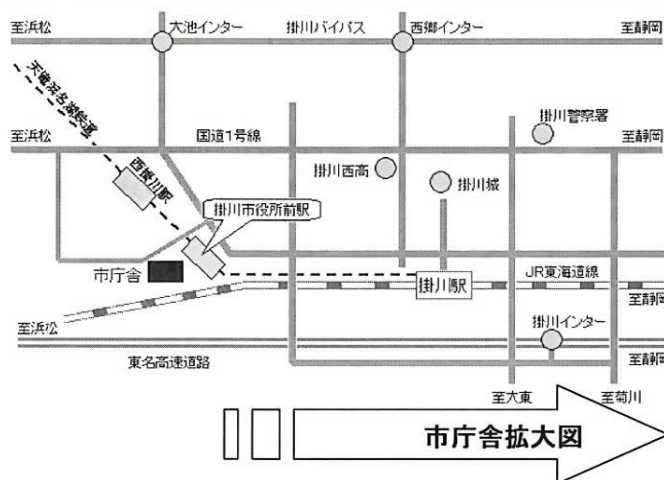 大池インター
掛川バイパス
西郷インター
至浜松
至静岡
天竜浜名湖鉄道
掛川警察署
至浜松
国道1号線
至静岡
西掛川駅
掛川西高
掛川城
掛川市役所前駅
市庁舎
掛川駅
JR東海道線
至静岡
至浜松
掛川インター
東名高速道路
至静岡
至大東
至菊川
市庁舎拡大図